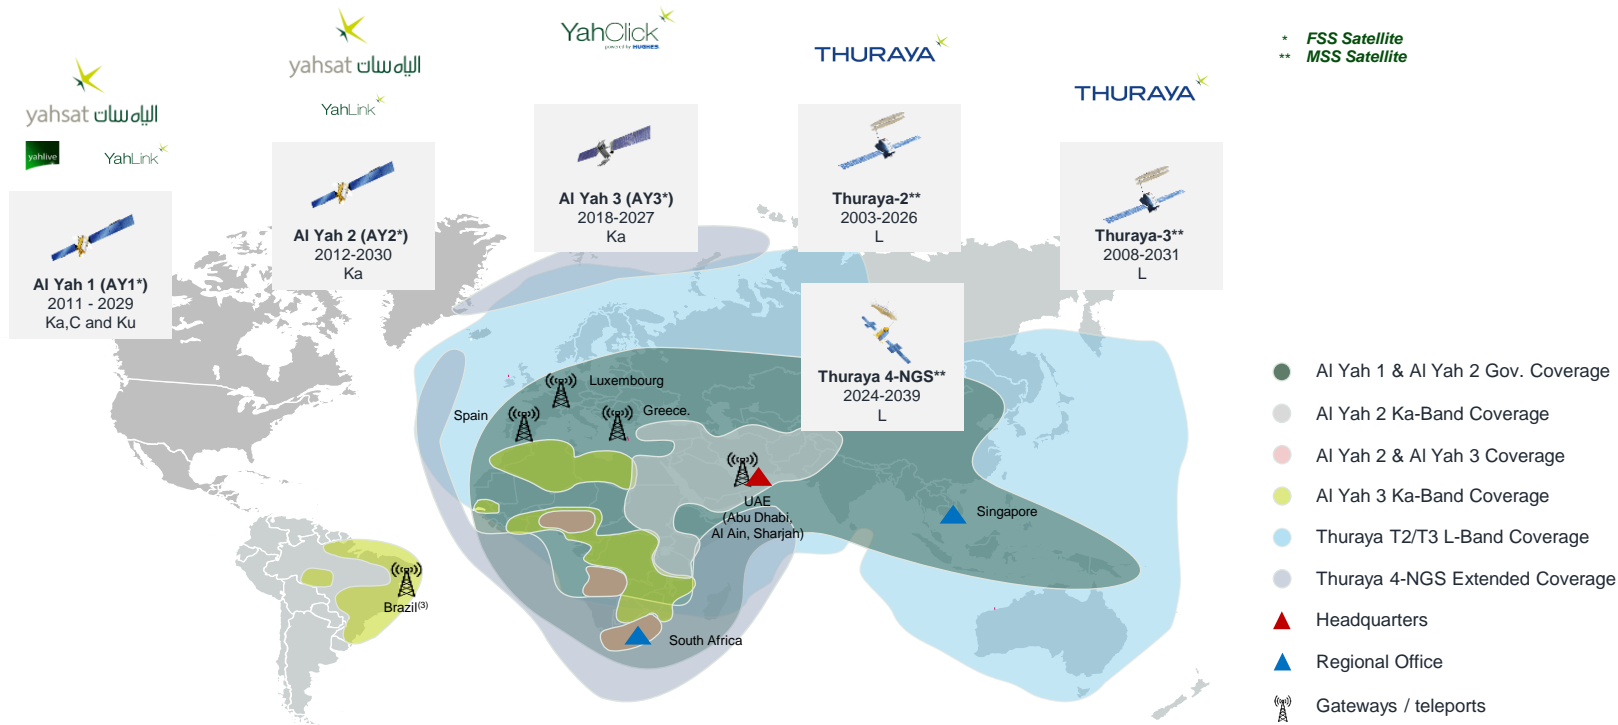 YahClick
powered by HUGHES
THURAYA
* FSS Satellite
** MSS Satellite
yahsat الياه سات
YahLink
THURAYA
yahsat الياه سات
yahlive
YahLink
Al Yah 1 (AY1*)
2011 - 2029
Ka,C and Ku
Al Yah 2 (AY2*)
2012-2030
Ka
Al Yah 3 (AY3*)
2018-2027
Ka
Thuraya-2**
2003-2026
L
Thuraya-3**
2008-2031
L
Thuraya 4-NGS**
2024-2039
L
Luxembourg
Spain
Greece.
UAE
(Abu Dhabi,
Al Ain, Sharjah)
Singapore
Brazil(3)
South Africa
Al Yah 1 & Al Yah 2 Gov. Coverage
Al Yah 2 Ka-Band Coverage
Al Yah 2 & Al Yah 3 Coverage
Al Yah 3 Ka-Band Coverage
Thuraya T2/T3 L-Band Coverage
Thuraya 4-NGS Extended Coverage
Headquarters
Regional Office
Gateways / teleports